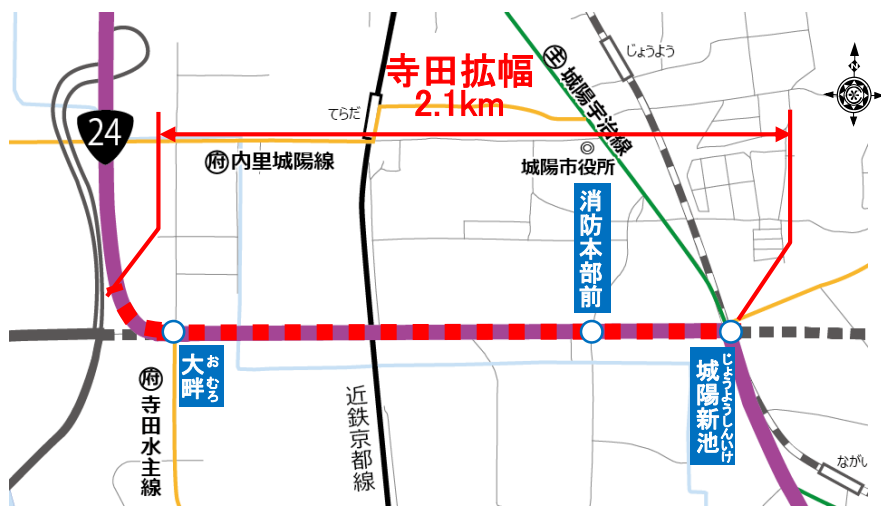 寺田拡幅
2.1km
24
N
てらだ
じょうよう
主 城陽宇治線
府 内里城陽線
城陽市役所
消防本部前
大畔
おむろ
城陽新池
じょうようしんいけ
府 寺田水主線
近鉄京都線
ながい